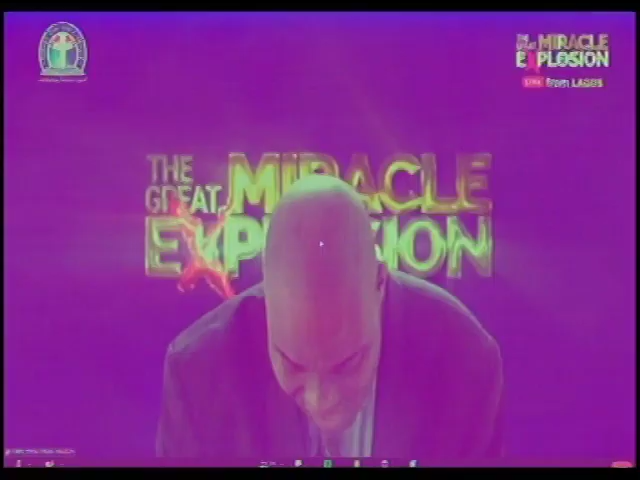 THE
GREAT
MIRACLE
EXPLOSION
LIVE from LAGOS
THE
GREAT
MIRACLE
EXPLOSION